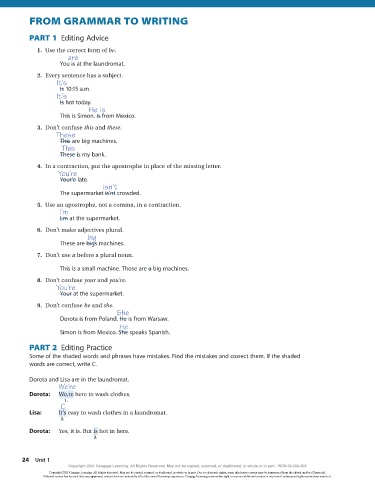 FROM GRAMMAR TO WRITING
PART 1 Editing Advice
1. Use the correct form of be.
are
You is at the laundromat.
2. Every sentence has a subject.
It's
Is 10:15 a.m.
It's
Is hot today.
He is
This is Simon. is from Mexico.
3. Don't confuse this and these.
These
This are big machines.
This
These is my bank.
4. In a contraction, put the apostrophe in place of the missing letter.
You're
Your'e late.
isn't
The supermarket is'nt crowded.
5. Use an apostrophe, not a comma, in a contraction.
I'm
I,m at the supermarket.
6. Don't make adjectives plural.
big
These are bigs machines.
7. Don't use a before a plural noun.
This is a small machine. Those are a big machines.
8. Don't confuse your and you're.
You're
Your at the supermarket.
9. Don't confuse he and she.
She
Dorota is from Poland. He is from Warsaw.
He
Simon is from Mexico. She speaks Spanish.
PART 2 Editing Practice
Some of the shaded words and phrases have mistakes. Find the mistakes and correct them. If the shaded
words are correct, write C.
Dorota and Lisa are in the laundromat.
We're
Dorota: We,re here to wash clothes.
1.
C
Lisa: It's easy to wash clothes in a laundromat.
2.
Dorota: Yes, it is. But is hot in here.
3.
24 Unit 1
Copyright 2021 Cengage Learning. All Rights Reserved. May not be copied, scanned, or duplicated, in whole or in part.